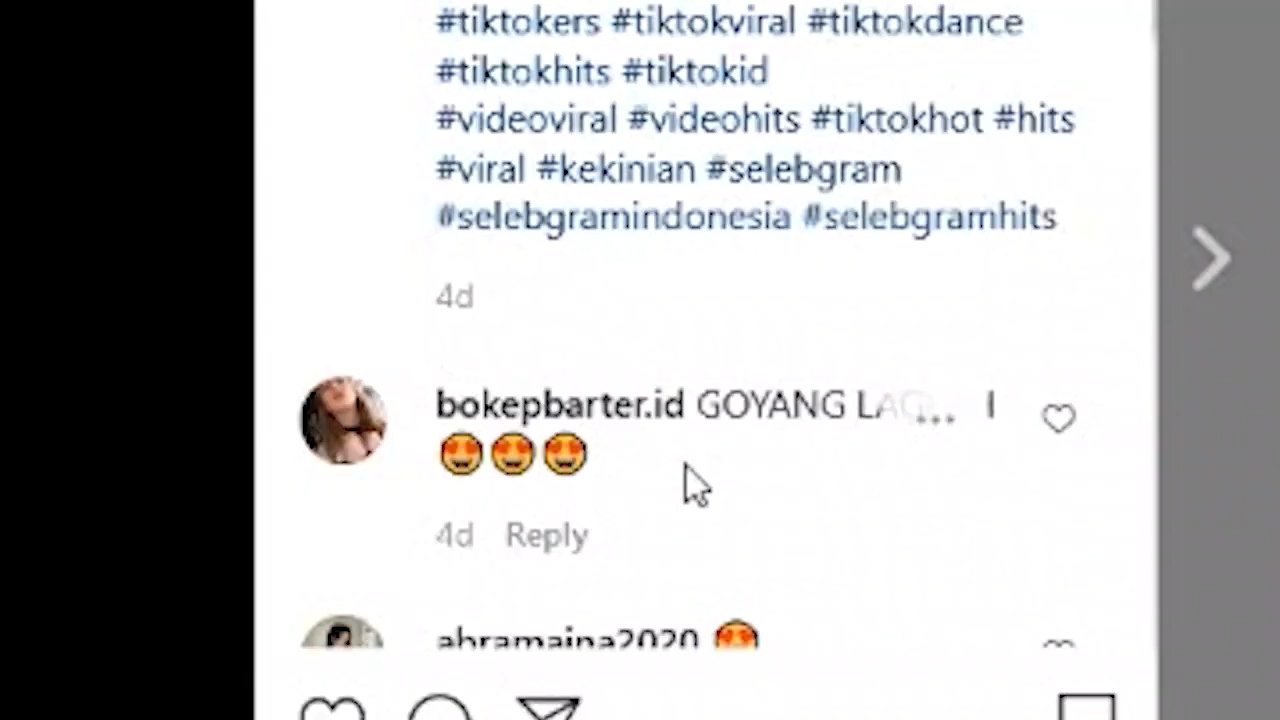 #tiktokers #tiktokviral #tiktokdance
#tiktokhits #tiktokid
#videoviral #videohits #tiktokhot #hits
#viral #kekinian #selebgram
#selebgramindonesia #selebgramhits
4d
bokepbarter.id GOYANG
😍😍😍
4d Reply
abramaina2020 😍